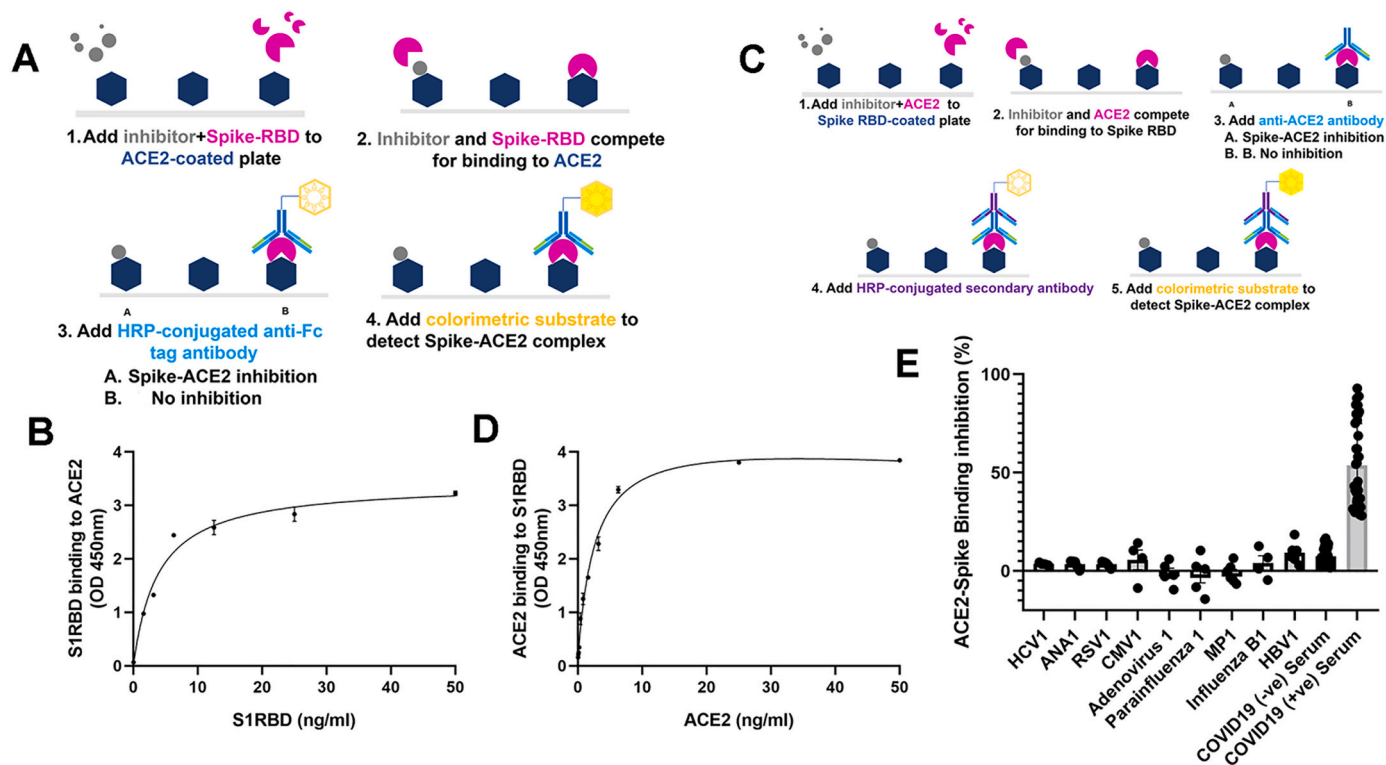 A
1.Add inhibitor+Spike-RBD to
ACE2-coated plate
2. Inhibitor and Spike-RBD compete
for binding to ACE2
A
B
3. Add HRP-conjugated anti-Fc
tag antibody
A. Spike-ACE2 inhibition
B. No inhibition
4. Add colorimetric substrate to
detect Spike-ACE2 complex
C
1.Add inhibitor+ACE2 to
Spike RBD-coated plate
2. Inhibitor and ACE2 compete
for binding to Spike RBD
A
B
3. Add anti-ACE2 antibody
A. Spike-ACE2 inhibition
B. B. No inhibition
4. Add HRP-conjugated secondary antibody
5. Add colorimetric substrate to
detect Spike-ACE2 complex
B
S1RBD binding to ACE2
(OD 450nm)
4
3
2
1
0
0
10
20
30
40
50
S1RBD (ng/ml)
D
ACE2 binding to S1RBD
(OD 450nm)
4
3
2
1
0
0
10
20
30
40
50
ACE2 (ng/ml)
E
ACE2-Spike Binding inhibition (%)
100
50
0
HCV1
ANA1
RSV1
CMV1
Adenovirus 1
Parainfluenza 1
MP1
Influenza B1
HBV1
COVID19 (-ve) Serum
COVID19 (+ve) Serum